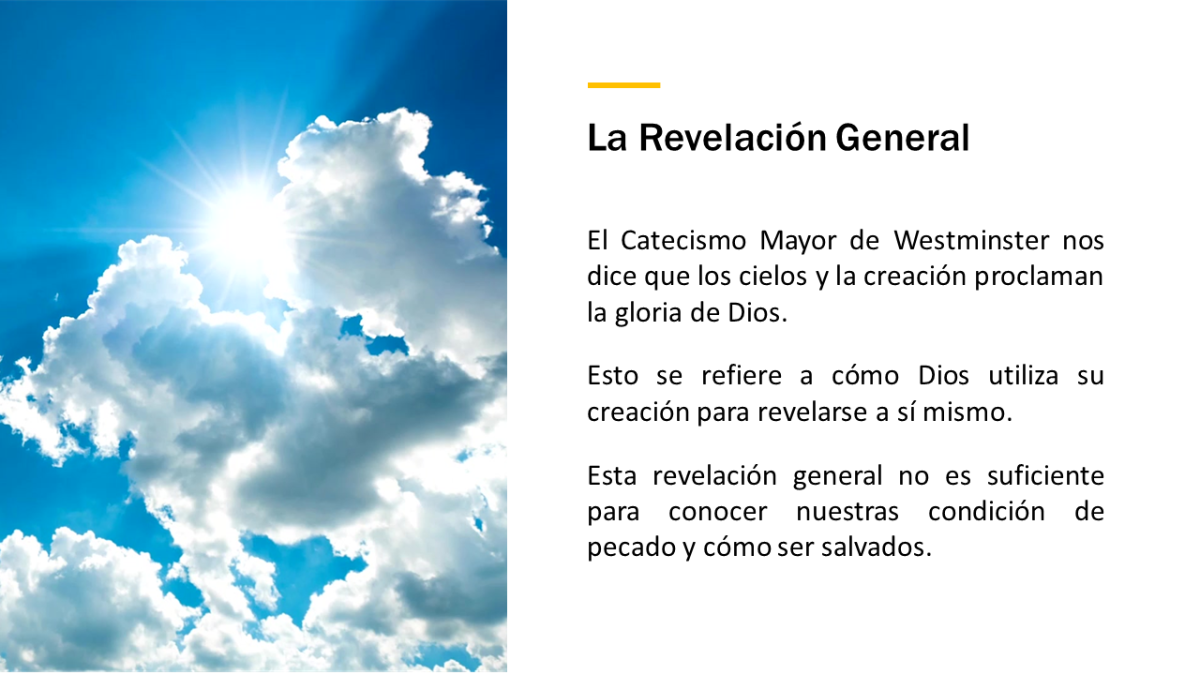 La Revelación General
El Catecismo Mayor de Westminster nos
dice que los cielos y la creación proclaman
la gloria de Dios.
Esto se refiere a cómo Dios utiliza su
creación para revelarse a sí mismo.
Esta revelación general no es suficiente
para conocer nuestras condición de
pecado y cómo ser salvados.